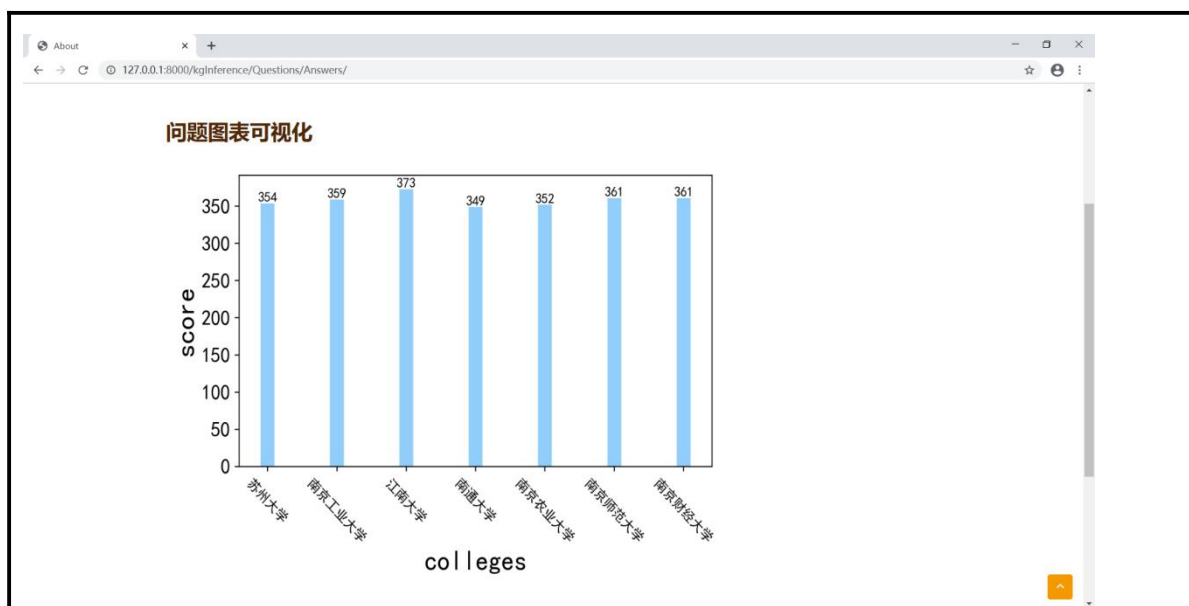 About
127.0.0.1:8000/kgInference/Questions/Answers/
问题图表可视化
354
359
373
349
352
361
361
350
300
250
200
150
100
50
0
score
苏州大学
南京工业大学
江南大学
南通大学
南京农业大学
南京师范大学
南京财经大学
colleges